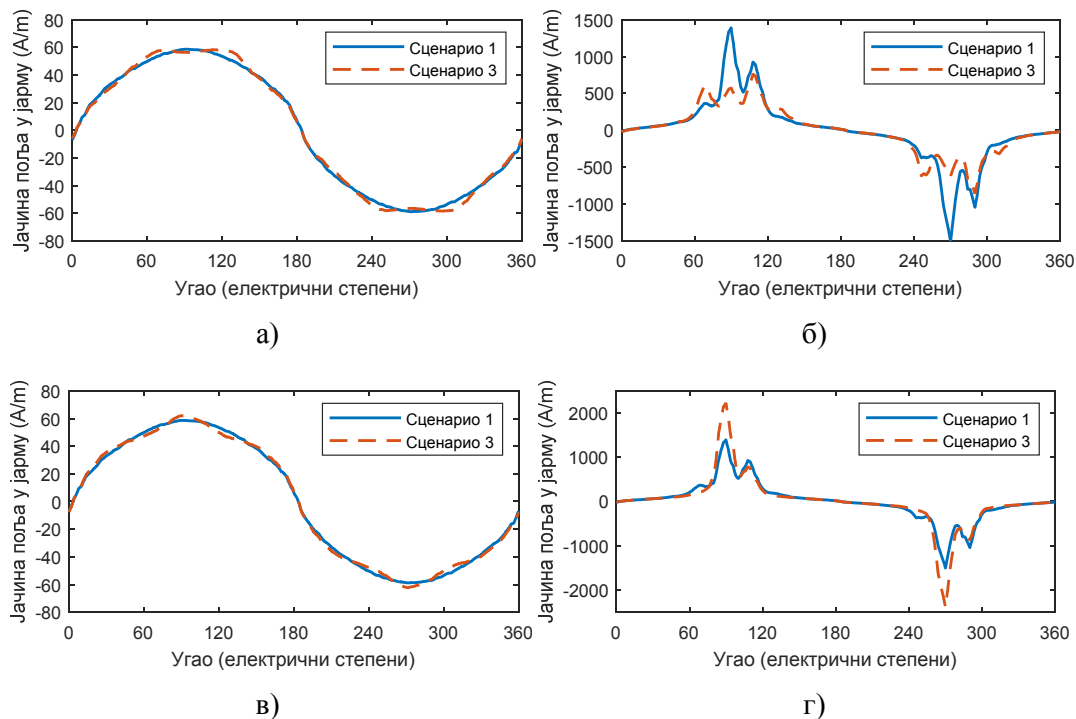 80
60
40
20
0
-20
-40
-60
-80
0 60 120 180 240 300 360
Јачина поља у јарму (A/m)
Угао (електрични степени)
Сценарио 1
Сценарио 3
а)
1500
1000
500
0
-500
-1000
-1500
0 60 120 180 240 300 360
Јачина поља у јарму (A/m)
Угао (електрични степени)
Сценарио 1
Сценарио 3
б)
80
60
40
20
0
-20
-40
-60
-80
0 60 120 180 240 300 360
Јачина поља у јарму (A/m)
Угао (електрични степени)
Сценарио 1
Сценарио 3
в)
2000
1000
0
-1000
-2000
0 60 120 180 240 300 360
Јачина поља у јарму (A/m)
Угао (електрични степени)
Сценарио 1
Сценарио 3
г)